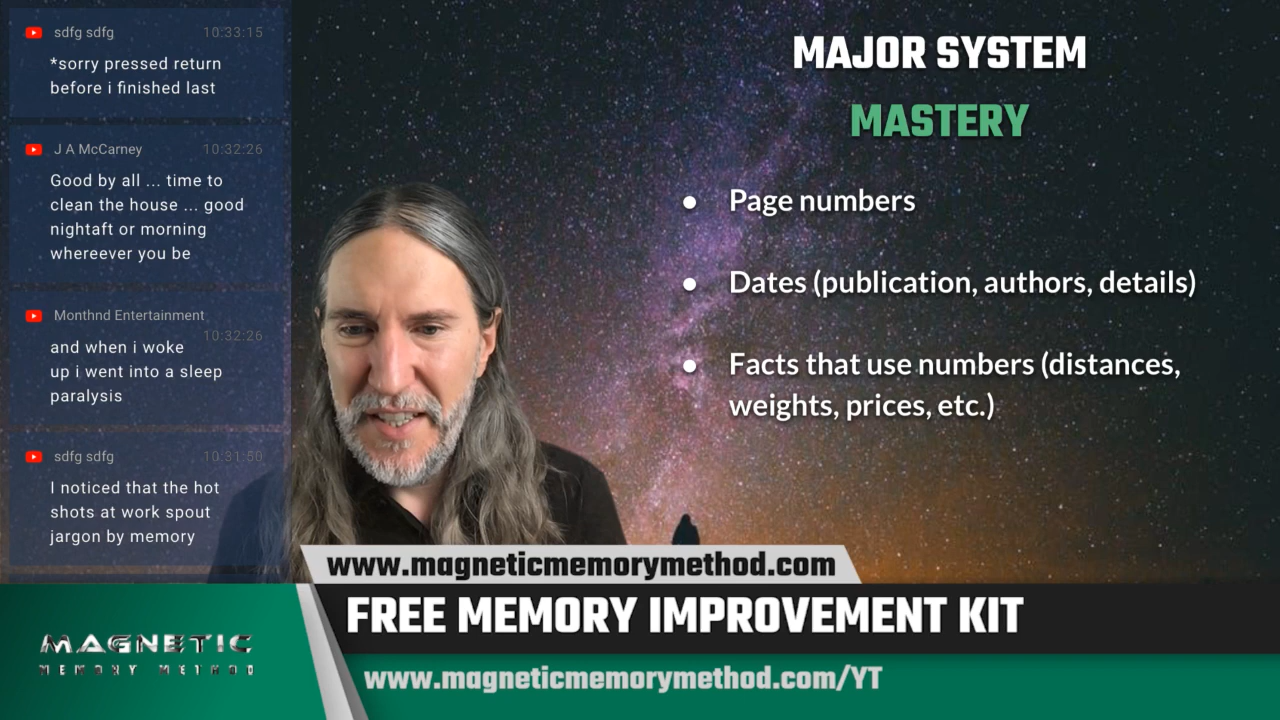 sdfg sdfg 10:33:15
*sorry pressed return
before i finished last
J A McCarney 10:32:26
Good by all ... time to
clean the house ... good
nightaft or morning
whereever you be
Monthnd Entertainment
10:32:26
and when i woke
up i went into a sleep
paralysis
sdfg sdfg 10:31:50
I noticed that the hot
shots at work spout
jargon by memory
MAJOR SYSTEM
MASTERY
● Page numbers
● Dates (publication, authors, details)
● Facts that use numbers (distances,
weights, prices, etc.)
www.magneticmemorymethod.com
FREE MEMORY IMPROVEMENT KIT
www.magneticmemorymethod.com/YT
MAGNETIC
MEMORY METHOD